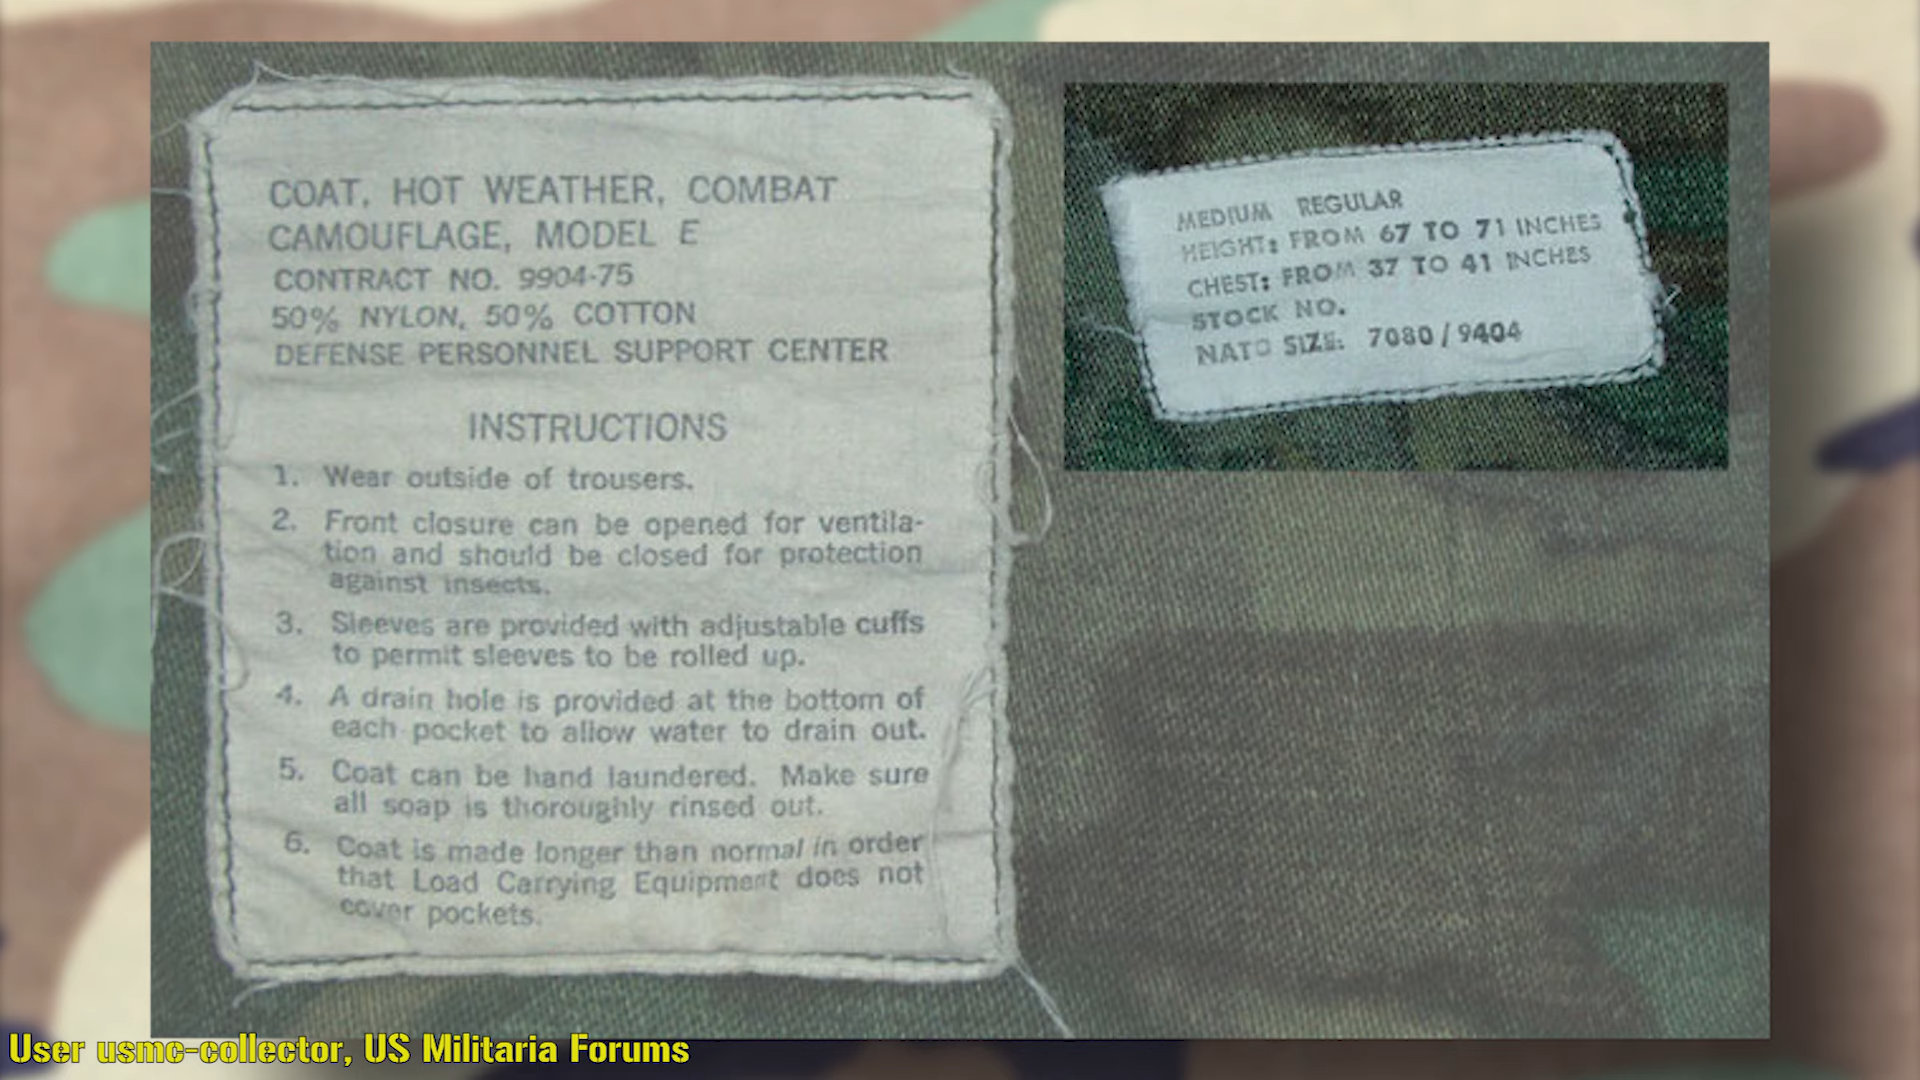 COAT, HOT WEATHER, COMBAT
CAMOUFLAGE, MODEL E
CONTRACT NO. 9904-75
50% NYLON, 50% COTTON
DEFENSE PERSONNEL SUPPORT CENTER
INSTRUCTIONS
1. Wear outside of trousers.
2. Front closure can be opened for ventila-
tion and should be closed for protection
against insects.
3. Sleeves are provided with adjustable cuffs
to permit sleeves to be rolled up.
4. A drain hole is provided at the bottom of
each pocket to allow water to drain out.
5. Coat can be hand laundered. Make sure
all soap is thoroughly rinsed out.
6. Coat is made longer than normal in order
that Load Carrying Equipment does not
cover pockets.
MEDIUM REGULAR
HEIGHT: FROM 67 TO 71 INCHES
CHEST: FROM 37 TO 41 INCHES
STOCK NO.
NATO SIZE: 7080/9404
User usmc-collector, US Militaria Forums